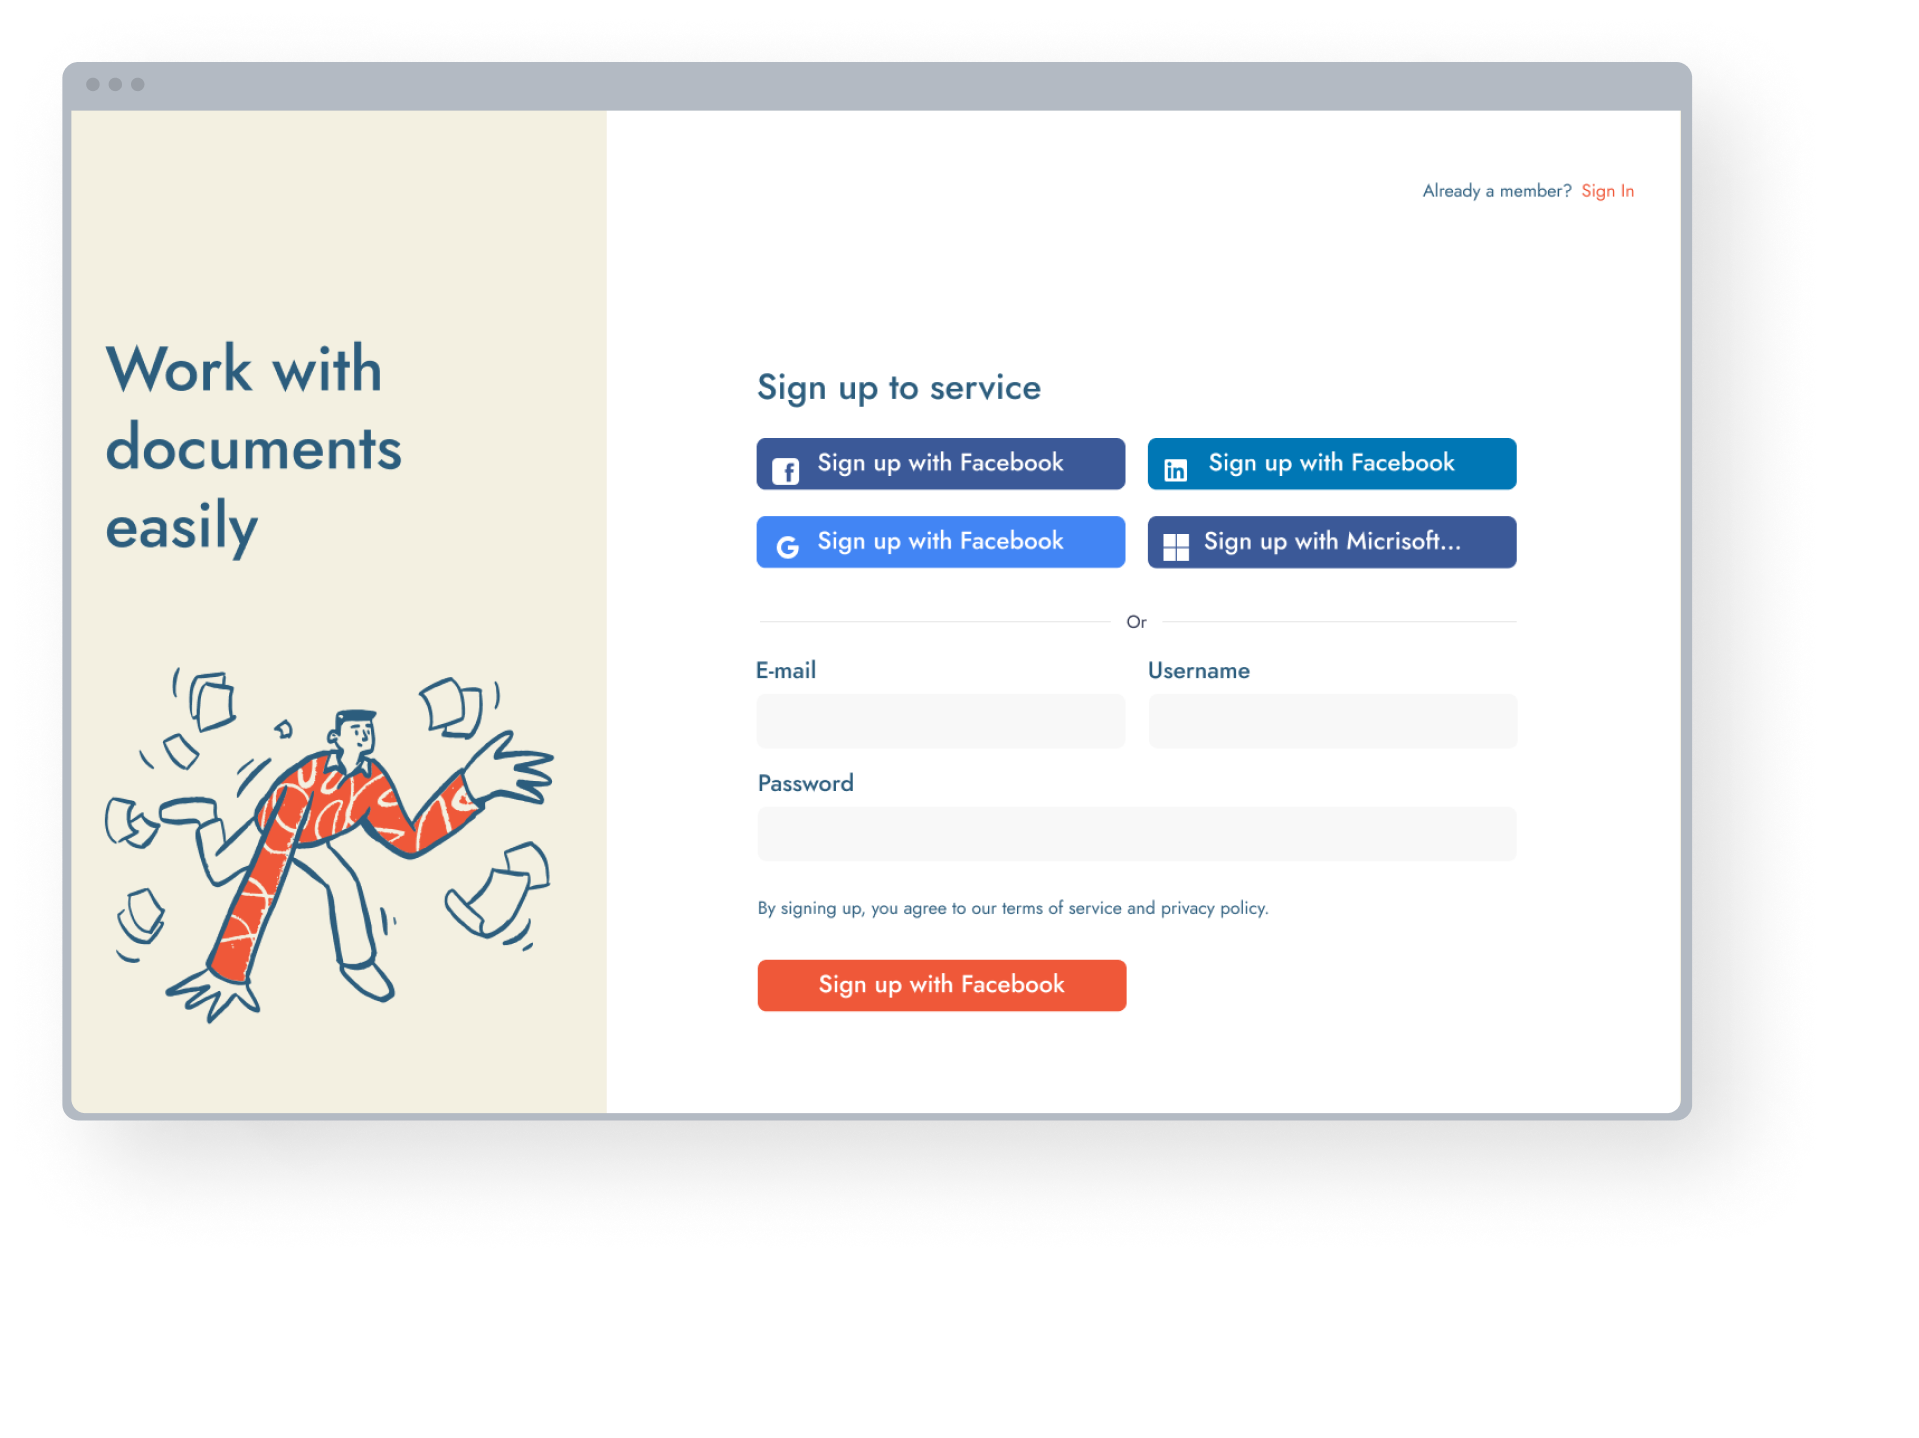 Already a member? Sign In
Work with
documents
easily
Sign up to service
Sign up with Facebook
Sign up with Facebook
Sign up with Facebook
Sign up with Micrisoft...
Or
E-mail
Username
Password
By signing up, you agree to our terms of service and privacy policy.
Sign up with Facebook